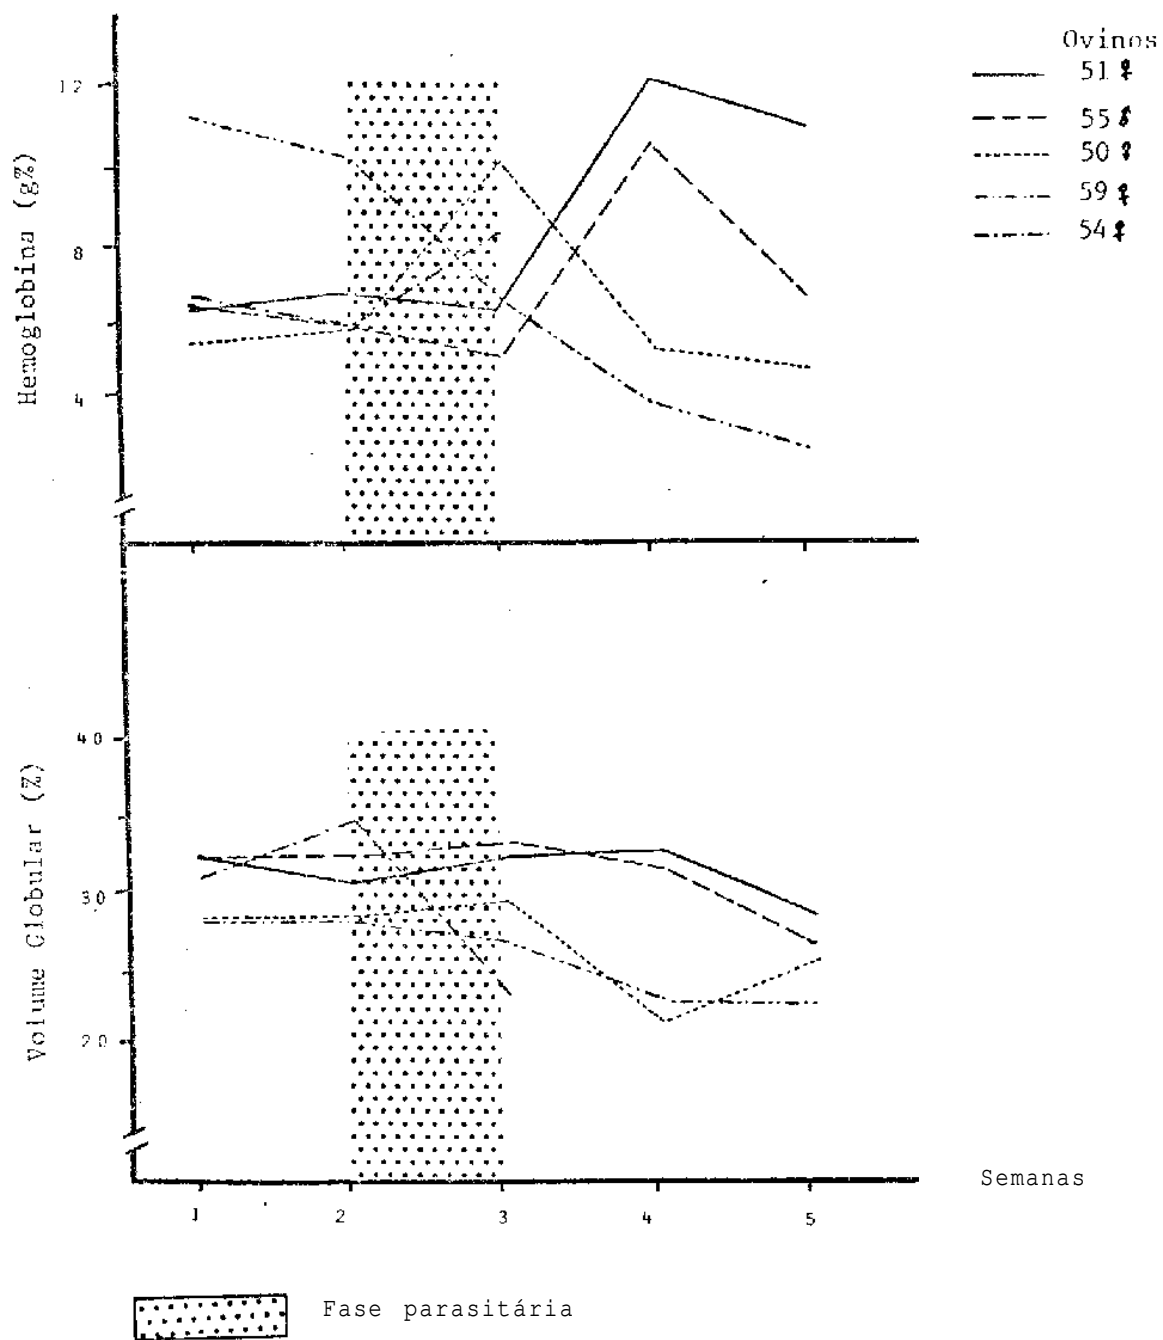 Ovinos
51 ♀
55
50 ♀
59 ♀
54 ♀
Hemoglobina (g%)
12
8
4
Volume Globular (%)
40
30
20
Semanas
1 2 3 4 5
Fase parasitária